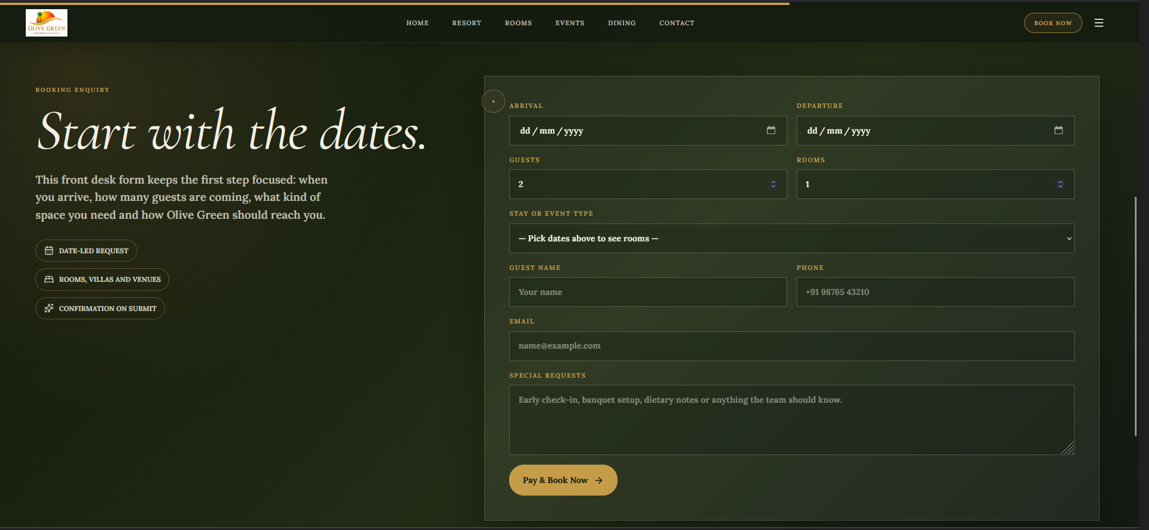 OLIVE GREEN
HOME
RESORT
ROOMS
EVENTS
DINING
CONTACT
BOOK NOW
BOOKING ENQUIRY
Start with the dates.
This front desk form keeps the first step focused: when
you arrive, how many guests are coming, what kind of
space you need and how Olive Green should reach you.
DATE-LED REQUEST
ROOMS, VILLAS AND VENUES
CONFIRMATION ON SUBMIT
ARRIVAL
dd / mm / yyyy
DEPARTURE
dd / mm / yyyy
GUESTS
2
ROOMS
1
STAY OR EVENT TYPE
— Pick dates above to see rooms —
GUEST NAME
Your name
PHONE
+91 98765 43210
EMAIL
name@example.com
SPECIAL REQUESTS
Early check-in, banquet setup, dietary notes or anything the team should know.
Pay & Book Now